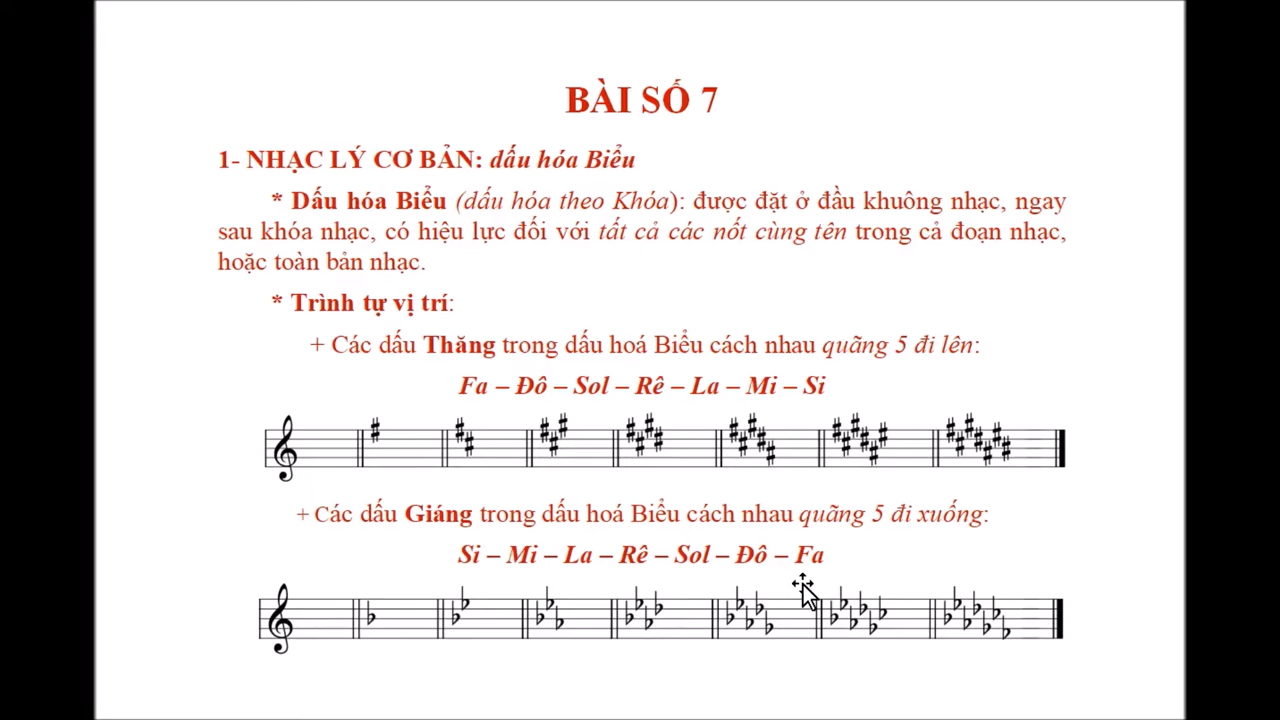 BÀI SỐ 7
1- NHẠC LÝ CƠ BẢN: dấu hóa Biểu
* Dấu hóa Biểu (dấu hóa theo Khóa): được đặt ở đầu khuông nhạc, ngay
sau khóa nhạc, có hiệu lực đối với tất cả các nốt cùng tên trong cả đoạn nhạc,
hoặc toàn bản nhạc.
* Trình tự vị trí:
+ Các dấu Thăng trong dấu hoá Biểu cách nhau quãng 5 đi lên:
Fa – Đô – Sol – Rê – La – Mi – Si
+ Các dấu Giáng trong dấu hoá Biểu cách nhau quãng 5 đi xuống:
Si – Mi – La – Rê – Sol – Đô – Fa